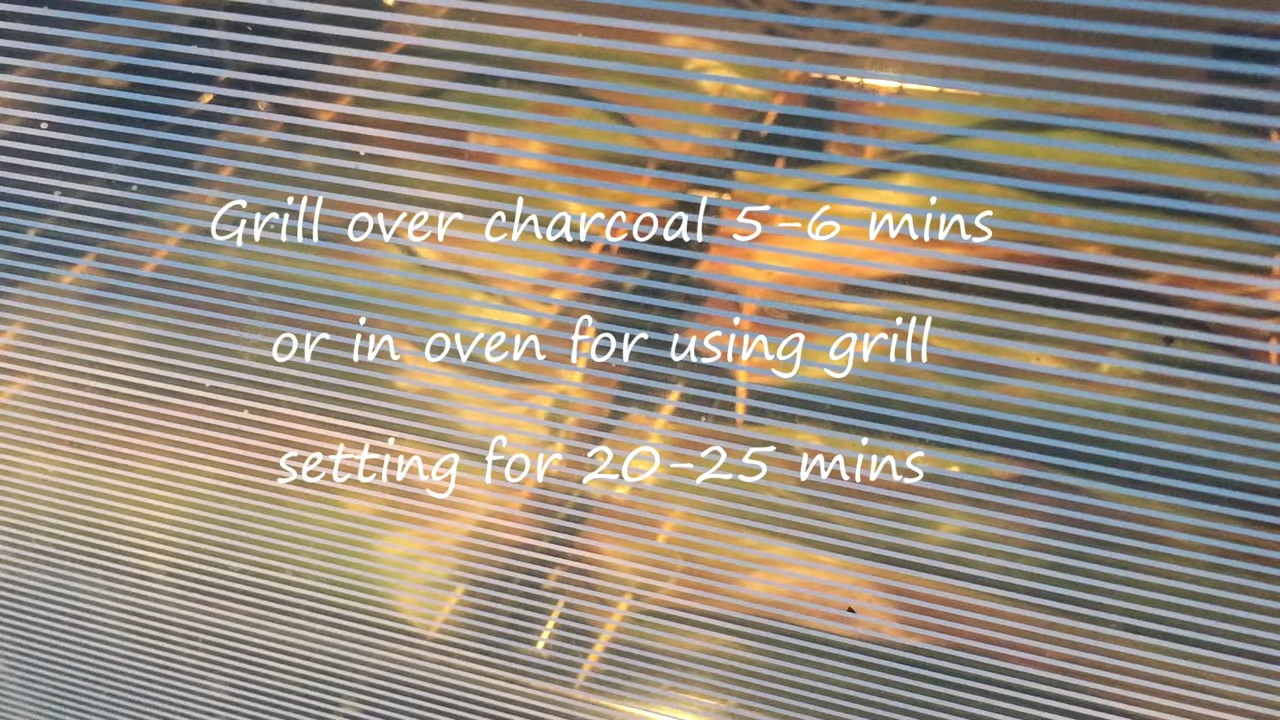 Grill over charcoal 5-6 mins
or in oven for using grill
setting for 20-25 mins